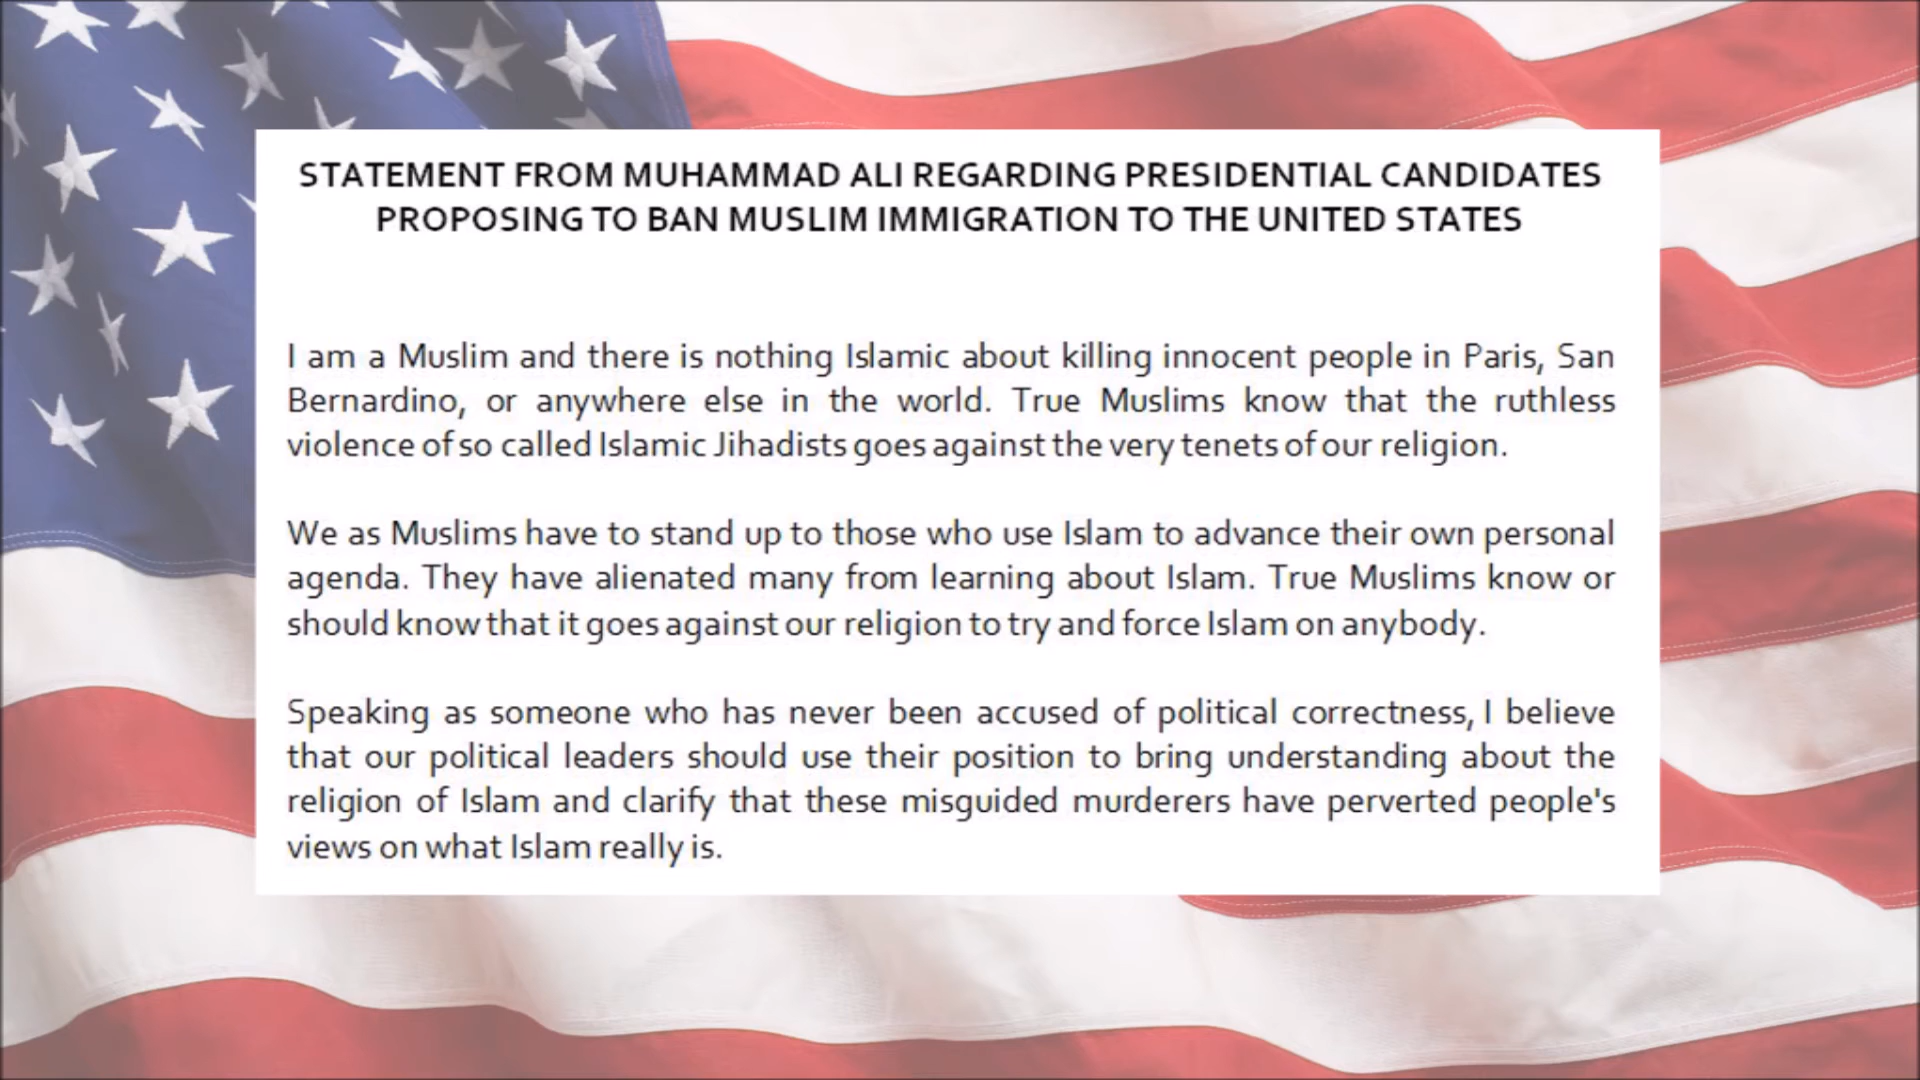 STATEMENT FROM MUHAMMAD ALI REGARDING PRESIDENTIAL CANDIDATES
PROPOSING TO BAN MUSLIM IMMIGRATION TO THE UNITED STATES
I am a Muslim and there is nothing Islamic about killing innocent people in Paris, San
Bernardino, or anywhere else in the world. True Muslims know that the ruthless
violence of so called Islamic Jihadists goes against the very tenets of our religion.
We as Muslims have to stand up to those who use Islam to advance their own personal
agenda. They have alienated many from learning about Islam. True Muslims know or
should know that it goes against our religion to try and force Islam on anybody.
Speaking as someone who has never been accused of political correctness, I believe
that our political leaders should use their position to bring understanding about the
religion of Islam and clarify that these misguided murderers have perverted people's
views on what Islam really is.